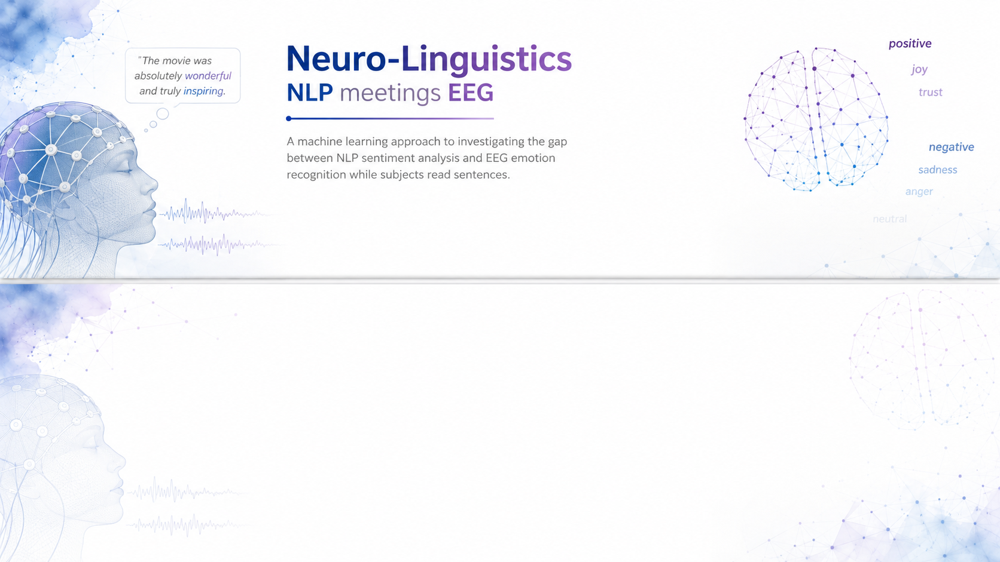 "The movie was
absolutely wonderful
and truly inspiring.
Neuro-Linguistics
NLP meetings EEG
A machine learning approach to investigating the gap
between NLP sentiment analysis and EEG emotion
recognition while subjects read sentences.
positive
joy
trust
negative
sadness
anger
neutral